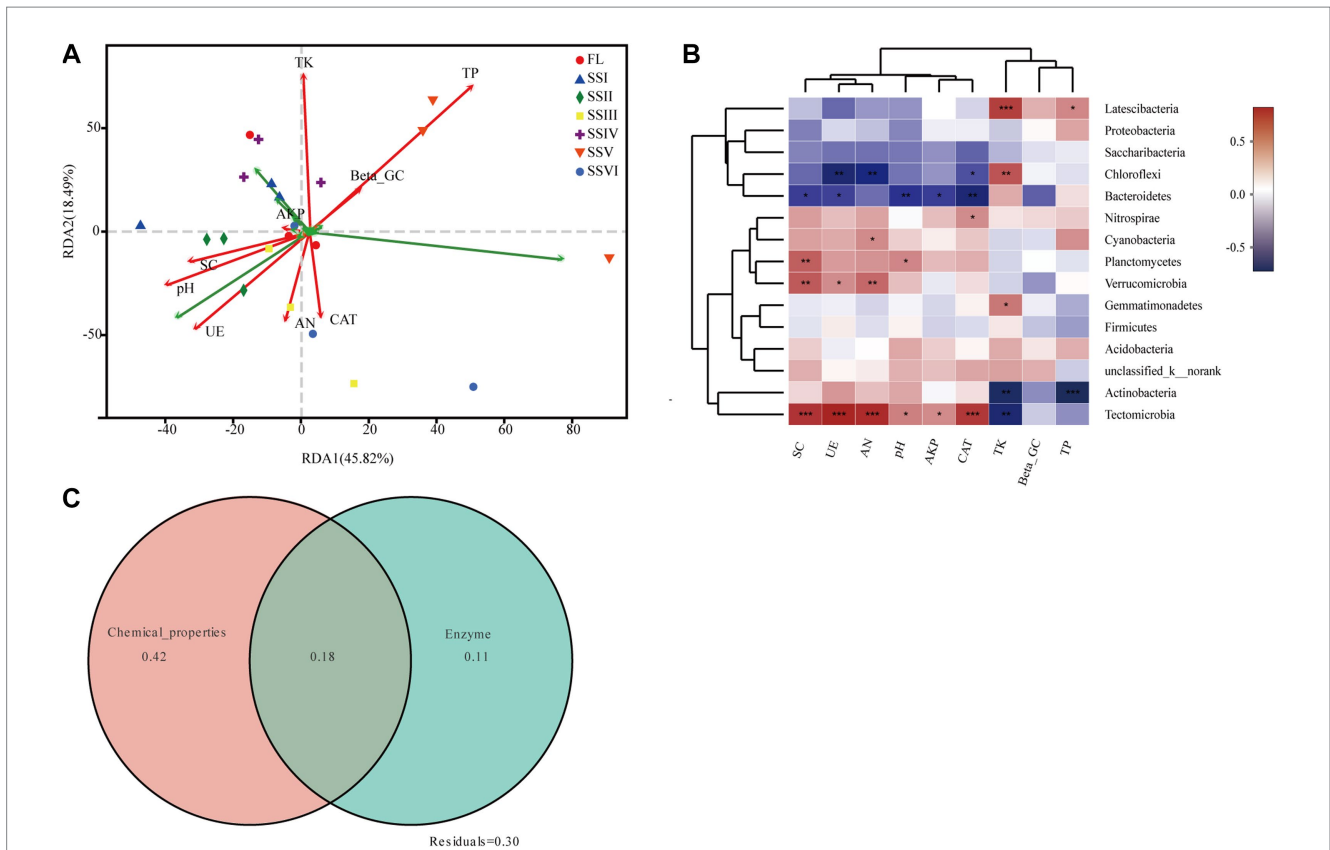 A
TK
TP
Beta_GC
AKP
SC
pH
UE
AN
CAT
FL
SSI
SSII
SSIII
SSIV
SSV
SSVI
RDA2(18.49%)
50
0
-50
-40
-20
0
20
40
60
80
RDA1(45.82%)
B
*** *
** ** * **
* * ** * **
*
*
** *
** * **
*
** ***
*** *** *** * * *** **
Latescibacteria
Proteobacteria
Saccharibacteria
Chloroflexi
Bacteroidetes
Nitrospirae
Cyanobacteria
Planctomycetes
Verrucomicrobia
Gemmatimonadetes
Firmicutes
Acidobacteria
unclassified_k__norank
Actinobacteria
Tectomicrobia
SC
UE
AN
pH
AKP
CAT
TK
Beta_GC
TP
0.5
0.0
-0.5
C
Chemical_properties
0.42
0.18
Enzyme
0.11
Residuals=0.30